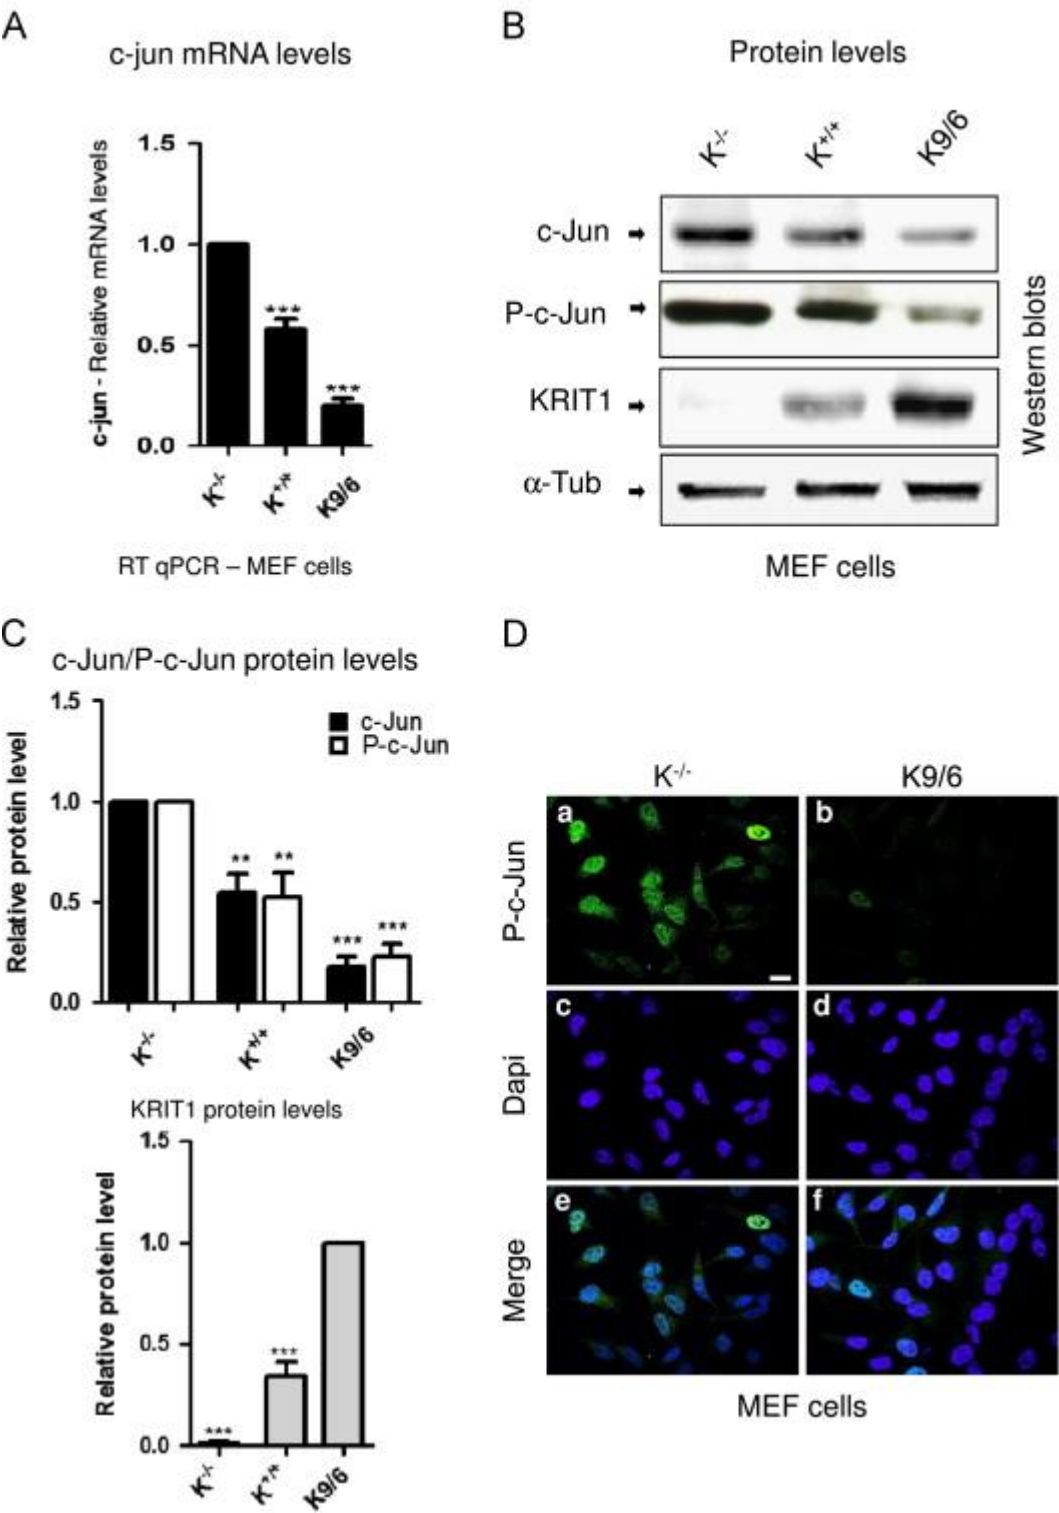 A
c-jun mRNA levels
c-jun - Relative mRNA levels
1.5
1.0
0.5
0.0
***
***
K-/-
K+/+
K9/6
RT qPCR – MEF cells
B
Protein levels
K-/-
K+/+
K9/6
c-Jun
P-c-Jun
KRIT1
α-Tub
Western blots
MEF cells
C
c-Jun/P-c-Jun protein levels
Relative protein level
1.5
1.0
0.5
0.0
c-Jun
P-c-Jun
**
**
***
***
K-/-
K+/+
K9/6
KRIT1 protein levels
Relative protein level
1.5
1.0
0.5
0.0
***
***
K-/-
K+/+
K9/6
D
K-/-
K9/6
P-c-Jun
a
b
Dapi
c
d
Merge
e
f
MEF cells